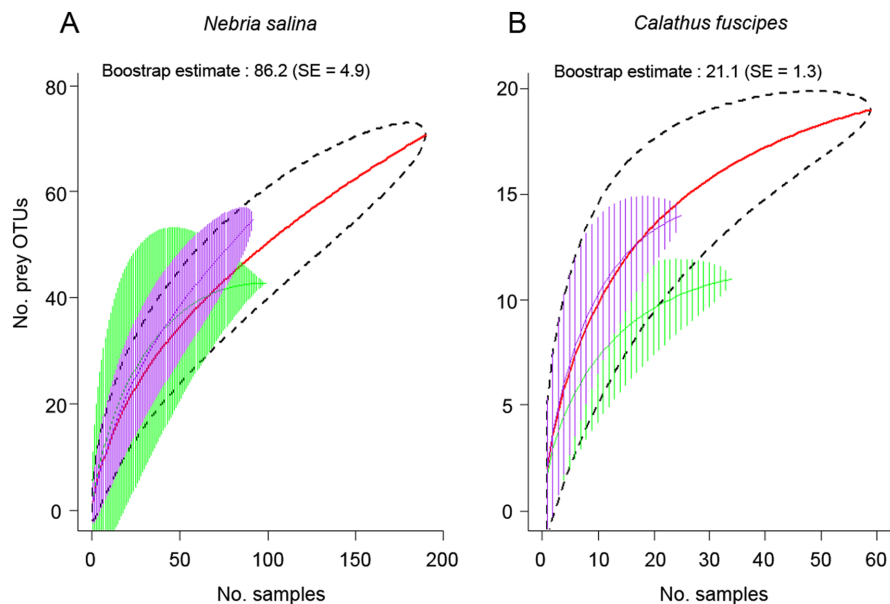 A
Nebria salina
Boostrap estimate : 86.2 (SE = 4.9)
No. prey OTUs
80
60
40
20
0
0 50 100 150 200
No. samples
B
Calathus fuscipes
Boostrap estimate : 21.1 (SE = 1.3)
20
15
10
5
0
0 10 20 30 40 50 60
No. samples